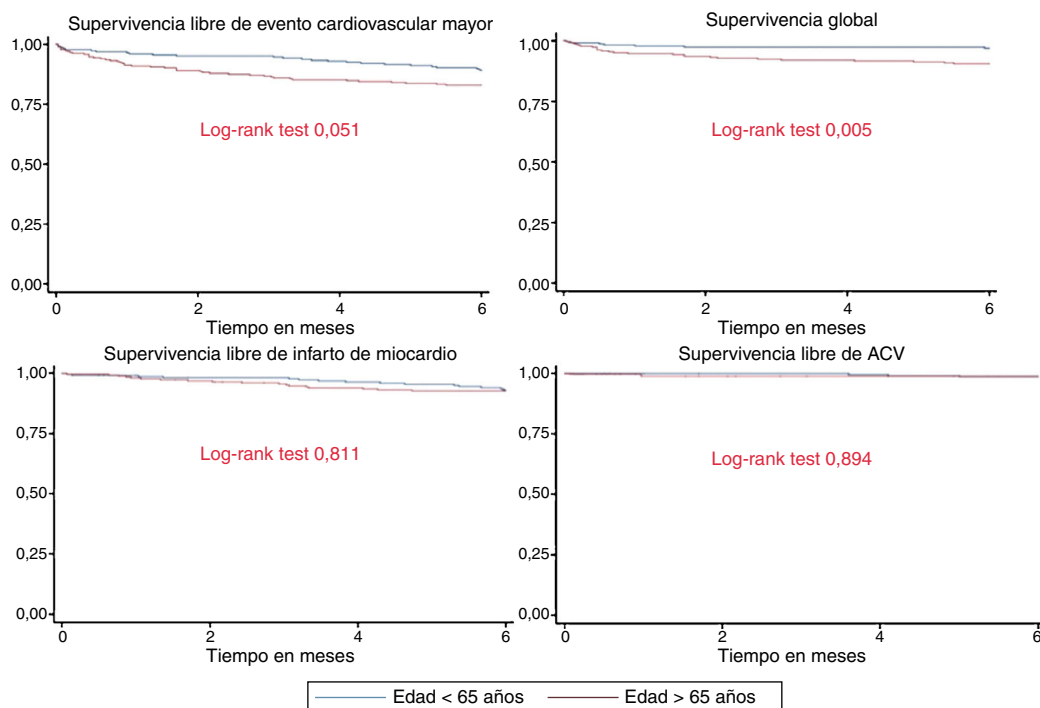 Supervivencia libre de evento cardiovascular mayor
1,00
0,75
0,50
0,25
0,00
Log-rank test 0,051
0 2 4 6
Tiempo en meses
Supervivencia global
1,00
0,75
0,50
0,25
0,00
Log-rank test 0,005
0 2 4 6
Tiempo en meses
Supervivencia libre de infarto de miocardio
1,00
0,75
0,50
0,25
0,00
Log-rank test 0,811
0 2 4 6
Tiempo en meses
Supervivencia libre de ACV
1,00
0,75
0,50
0,25
0,00
Log-rank test 0,894
0 2 4 6
Tiempo en meses
Edad < 65 años Edad > 65 años